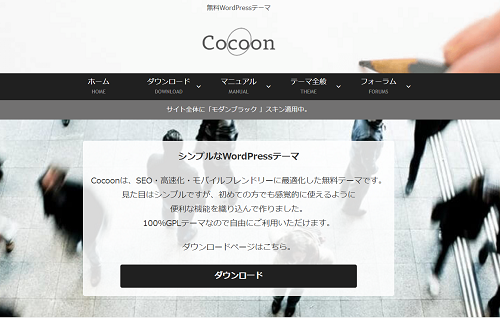 無料WordPressテーマ
Cocoon
ホーム ダウンロード マニュアル テーマ全般 フォーラム
HOME DOWNLOAD MANUAL THEME FORUMS
サイト全体に「モダンブラック 」スキン適用中。
シンプルなWordPressテーマ
Cocoonは、SEO・高速化・モバイルフレンドリーに最適化した無料テーマです。
見た目はシンプルですが、初めての方でも感覚的に使えるように
便利な機能を織り込んで作りました。
100%GPLテーマなので自由にご利用いただけます。
ダウンロードページはこちら。
ダウンロード